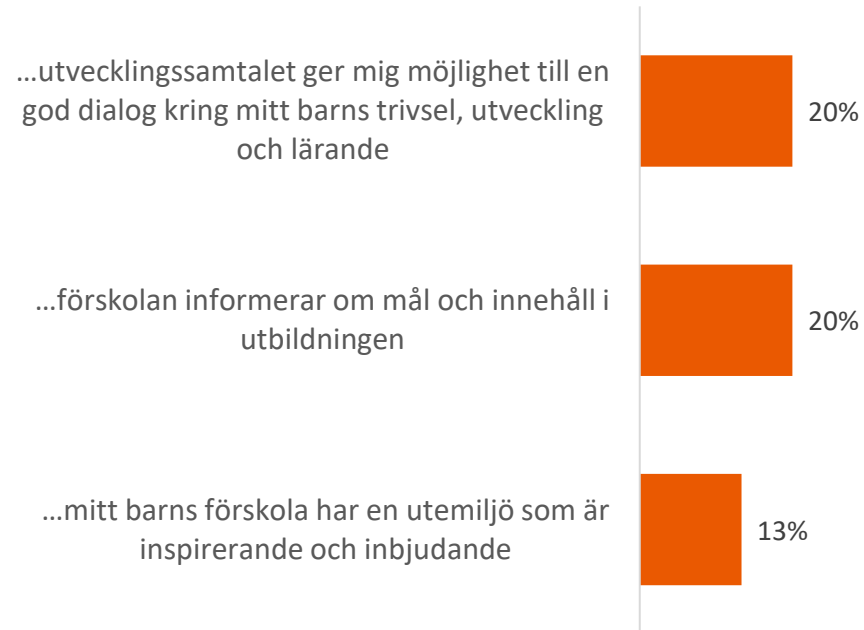 ...utvecklingssamtalet ger mig möjlighet till en
god dialog kring mitt barns trivsel, utveckling
och lärande
20%
...förskolan informerar om mål och innehåll i
utbildningen
20%
...mitt barns förskola har en utemiljö som är
inspirerande och inbjudande
13%